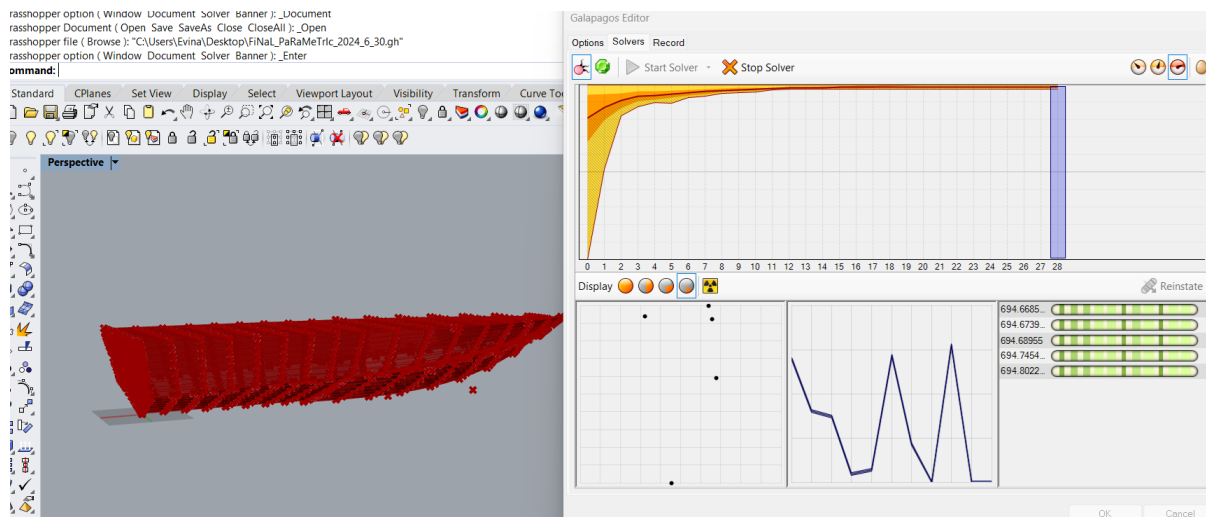 rasshopper option ( Window Document Solver Banner ): _Document
rasshopper Document ( Open Save SaveAs Close CloseAll ): _Open
rasshopper file ( Browse ): "C:\Users\Evina\Desktop\FiNaL_PaRaMeTrIc_2024_6_30.gh"
rasshopper option ( Window Document Solver Banner ): _Enter
ommand:
Standard CPlanes Set View Display Select Viewport Layout Visibility Transform Curve Too
Perspective
Galapagos Editor
Options Solvers Record
Start Solver Stop Solver
0 1 2 3 4 5 6 7 8 9 10 11 12 13 14 15 16 17 18 19 20 21 22 23 24 25 26 27 28
Display Reinstate
694.6685...
694.6739...
694.68955
694.7454...
694.8022...
OK Cancel